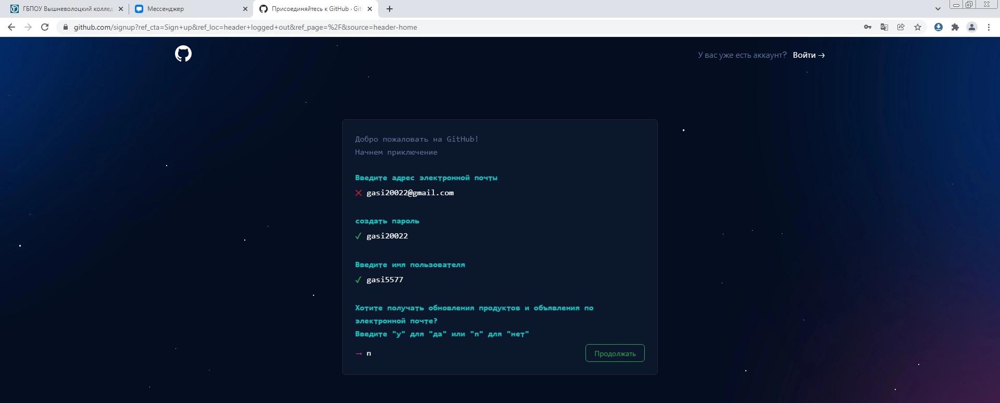 ГБПОУ Вышневолоцкий коллед
Мессенджер
Присоединяйтесь к GitHub · Git
github.com/signup?ref_cta=Sign+up&ref_loc=header+logged+out&ref_page=%2F&source=header-home
У вас уже есть аккаунт? Войти →
Добро пожаловать на GitHub!
Начнем приключение
Введите адрес электронной почты
gasi20022@gmail.com
создать пароль
✓ gasi20022
Введите имя пользователя
✓ gasi5577
Хотите получать обновления продуктов и объявления по
электронной почте?
Введите "y" для "да" или "n" для "нет"
→ n
Продолжать